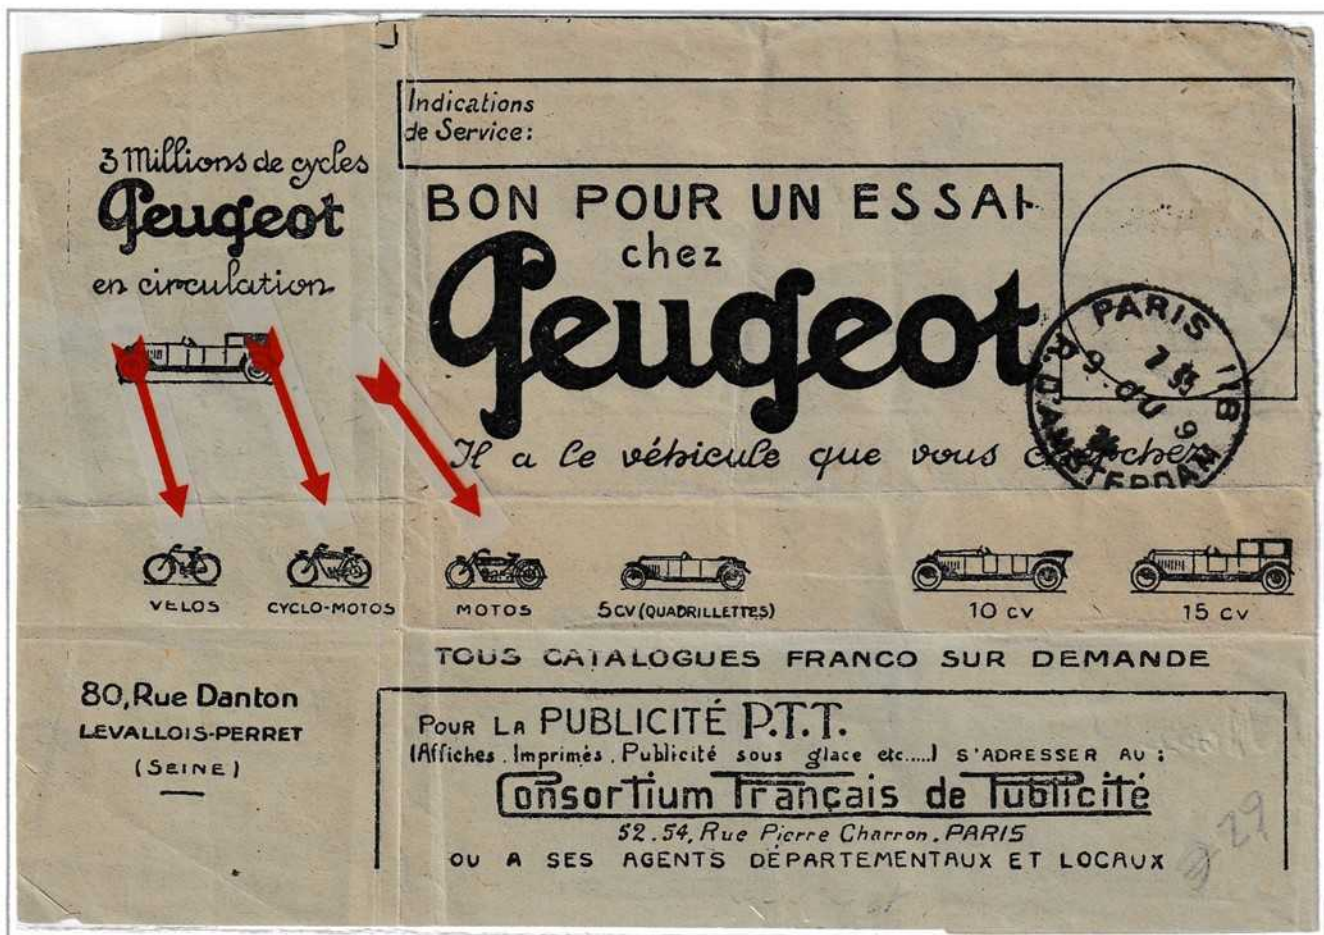 3 Millions de cycles
Peugeot
en circulation
Indications
de Service:
BON POUR UN ESSAI
chez
Peugeot
Il a le véhicule que vous cherchez
PARIS 118
R. D'AMSTERDAM
VELOS
CYCLO-MOTOS
MOTOS
5CV (QUADRILLETTES)
10 CV
15 CV
TOUS CATALOGUES FRANCO SUR DEMANDE
80, Rue Danton
LEVALLOIS-PERRET
(SEINE)
POUR LA PUBLICITÉ P.T.T.
(Affiches. Imprimés. Publicité sous glace etc.....) S'ADRESSER AU :
Consortium Français de Publicité
52.54, Rue Pierre Charron. PARIS
OU A SES AGENTS DÉPARTEMENTAUX ET LOCAUX
29